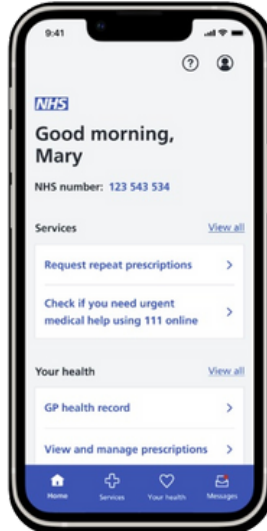 9:41
NHS
Good morning,
Mary
NHS number: 123 543 534
Services View all
Request repeat prescriptions
Check if you need urgent
medical help using 111 online
Your health View all
GP health record
View and manage prescriptions
Home Services Your health Messages